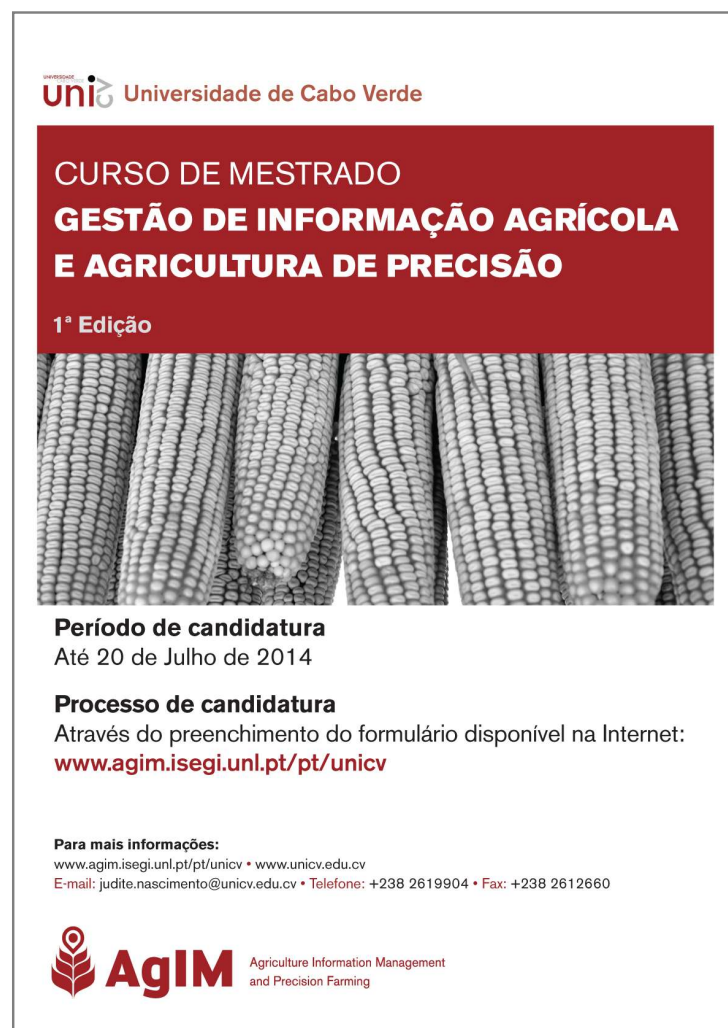 UNIVERSIDADE
CABO VERDE
uni cv Universidade de Cabo Verde
CURSO DE MESTRADO
GESTÃO DE INFORMAÇÃO AGRÍCOLA
E AGRICULTURA DE PRECISÃO
1ª Edição
Período de candidatura
Até 20 de Julho de 2014
Processo de candidatura
Através do preenchimento do formulário disponível na Internet:
www.agim.isegi.unl.pt/pt/unicv
Para mais informações:
www.agim.isegi.unl.pt/pt/unicv • www.unicv.edu.cv
E-mail: judite.nascimento@unicv.edu.cv • Telefone: +238 2619904 • Fax: +238 2612660
AgIM
Agriculture Information Management
and Precision Farming